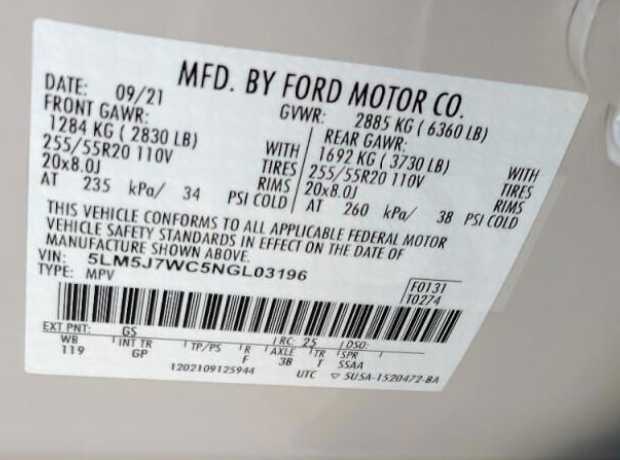 MFD. BY FORD MOTOR CO.
DATE: 09/21 GVWR: 2885 KG ( 6360 LB)
FRONT GAWR: REAR GAWR:
1284 KG ( 2830 LB) 1692 KG ( 3730 LB)
255/55R20 110V WITH TIRES 255/55R20 110V WITH TIRES
20x8.0J RIMS 20x8.0J RIMS
AT 235 kPa/ 34 PSI COLD AT 260 kPa/ 38 PSI COLD
THIS VEHICLE CONFORMS TO ALL APPLICABLE FEDERAL MOTOR
VEHICLE SAFETY STANDARDS IN EFFECT ON THE DATE OF
MANUFACTURE SHOWN ABOVE.
VIN: 5LM5J7WC5NGL03196
TYPE: MPV F0131
T0274
EXT PNT: GS RC: 25 DSO:
WB INT TR TP/PS R AXLE TR SPR
119 GP F 3B T SSAA
1202109125944 UTC ▽ 5USA-1520472-BA